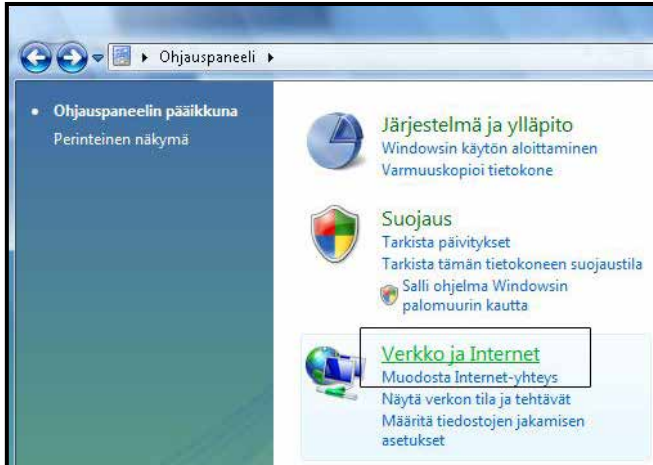 Ohjauspaneeli
Ohjauspaneelin pääikkuna
Perinteinen näkymä
Järjestelmä ja ylläpito
Windowsin käytön aloittaminen
Varmuuskopioi tietokone
Suojaus
Tarkista päivitykset
Tarkista tämän tietokoneen suojaustila
Salli ohjelma Windowsin
palomuurin kautta
Verkko ja Internet
Muodosta Internet-yhteys
Näytä verkon tila ja tehtävät
Määritä tiedostojen jakamisen
asetukset